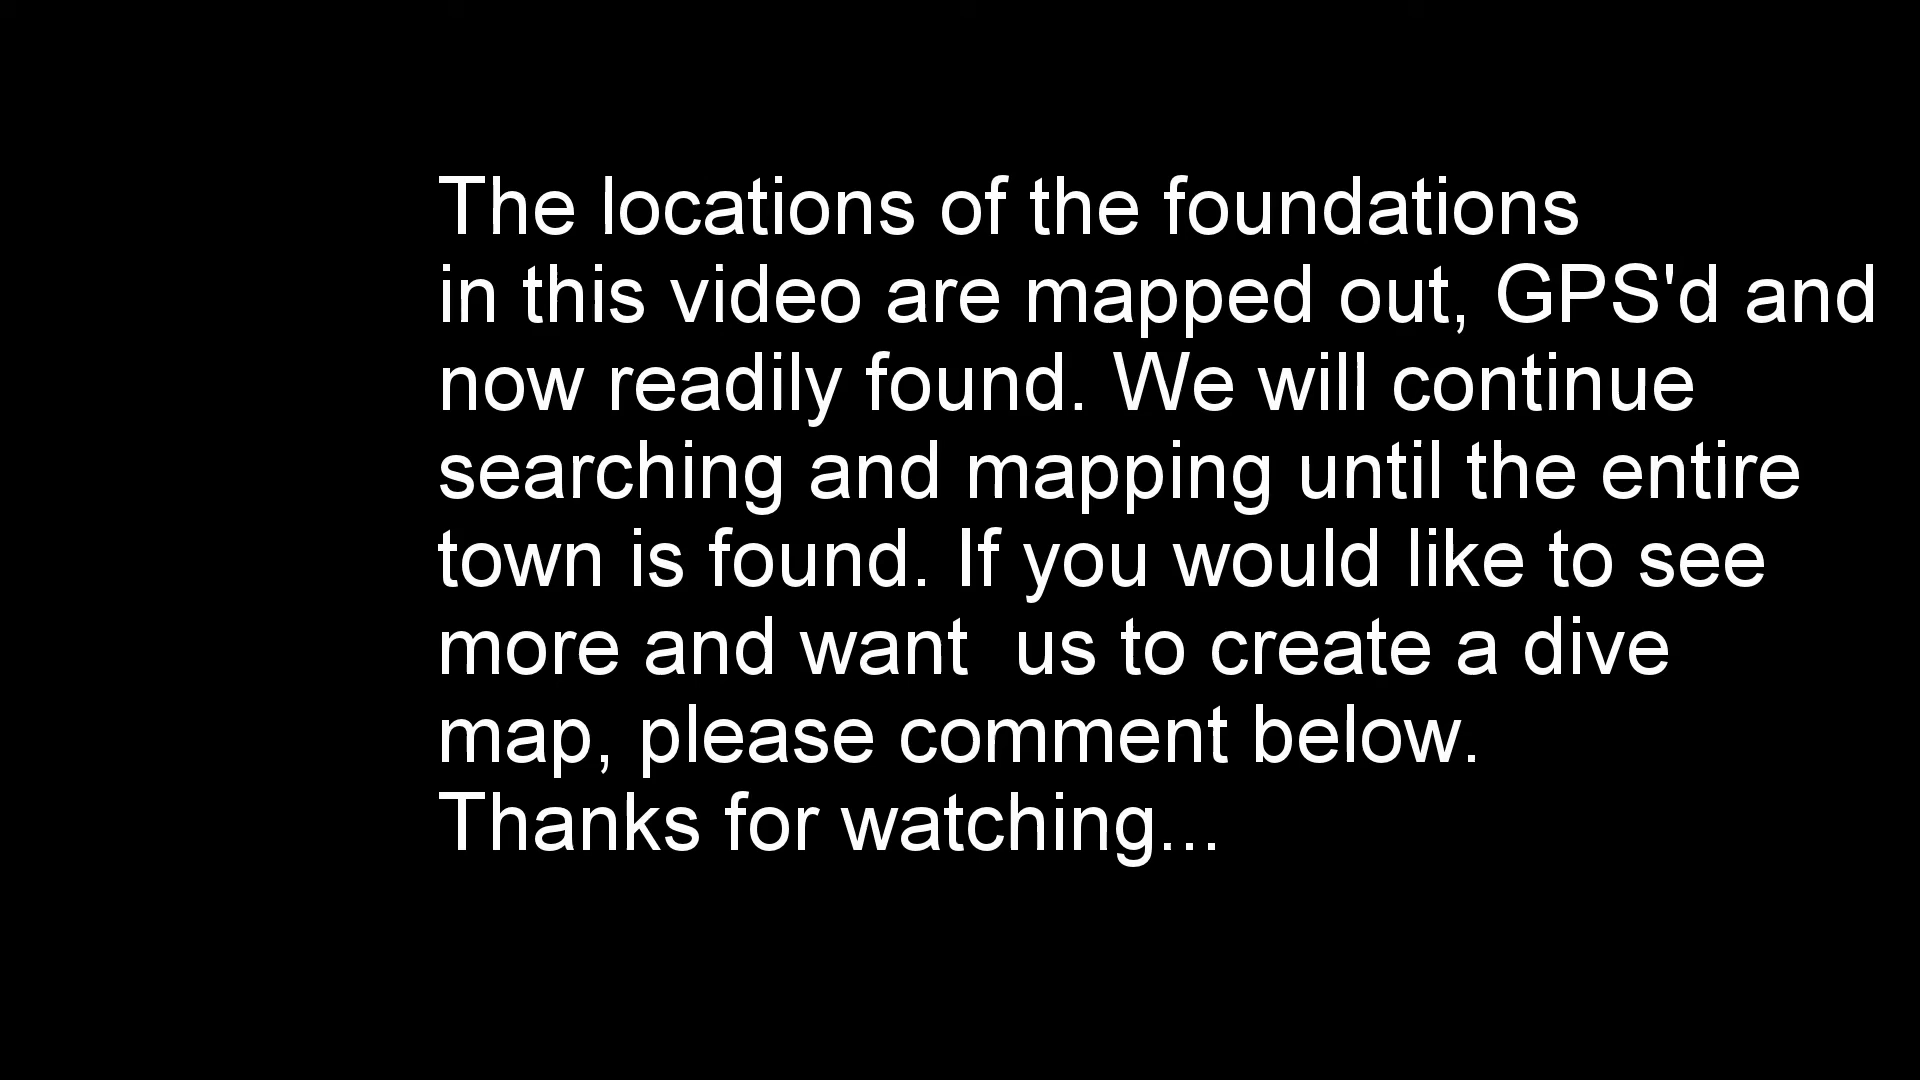 The locations of the foundations
in this video are mapped out, GPS'd and
now readily found. We will continue
searching and mapping until the entire
town is found. If you would like to see
more and want  us to create a dive
map, please comment below.
Thanks for watching...